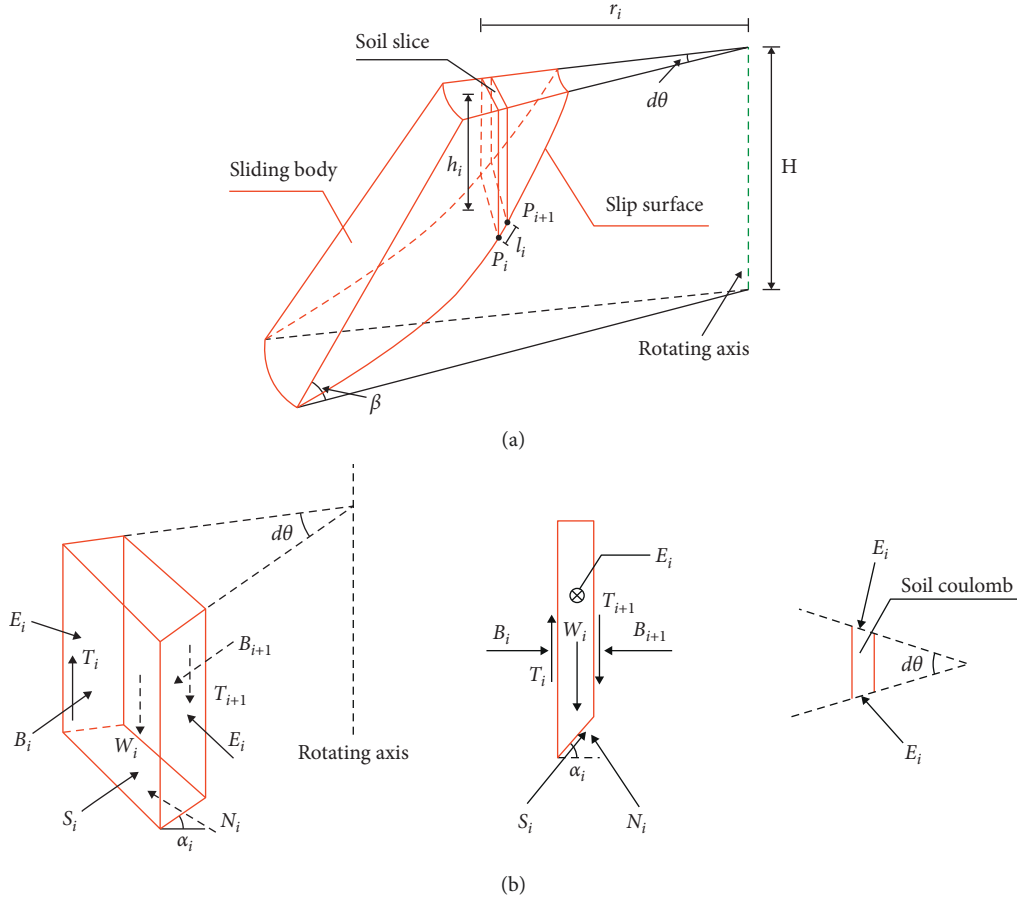 r_i
Soil slice
dθ
Sliding body
h_i
H
P_{i+1}
Slip surface
l_i
P_i
Rotating axis
β
(a)
dθ
E_i
T_i
B_{i+1}
T_{i+1}
B_i
W_i
E_i
Rotating axis
S_i
N_i
α_i
E_i
T_{i+1}
B_i
W_i
B_{i+1}
T_i
α_i
S_i
N_i
E_i
Soil coulomb
dθ
E_i
(b)